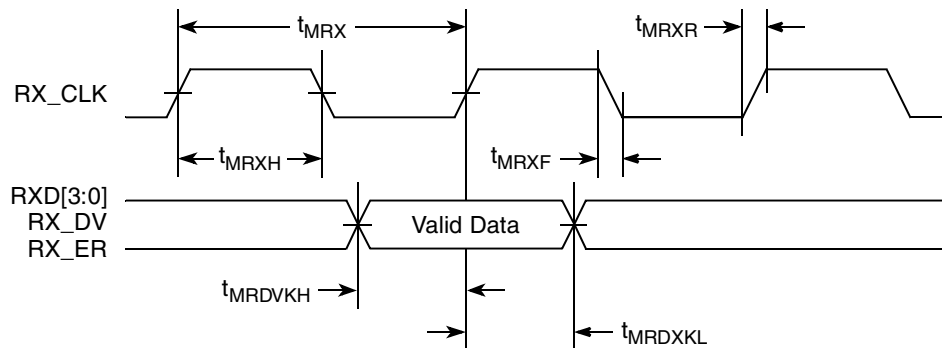 tMRX
tMRXR
RX_CLK
tMRXH
tMRXF
RXD[3:0]
RX_DV
Valid Data
RX_ER
tMRDVKH
tMRDXKL